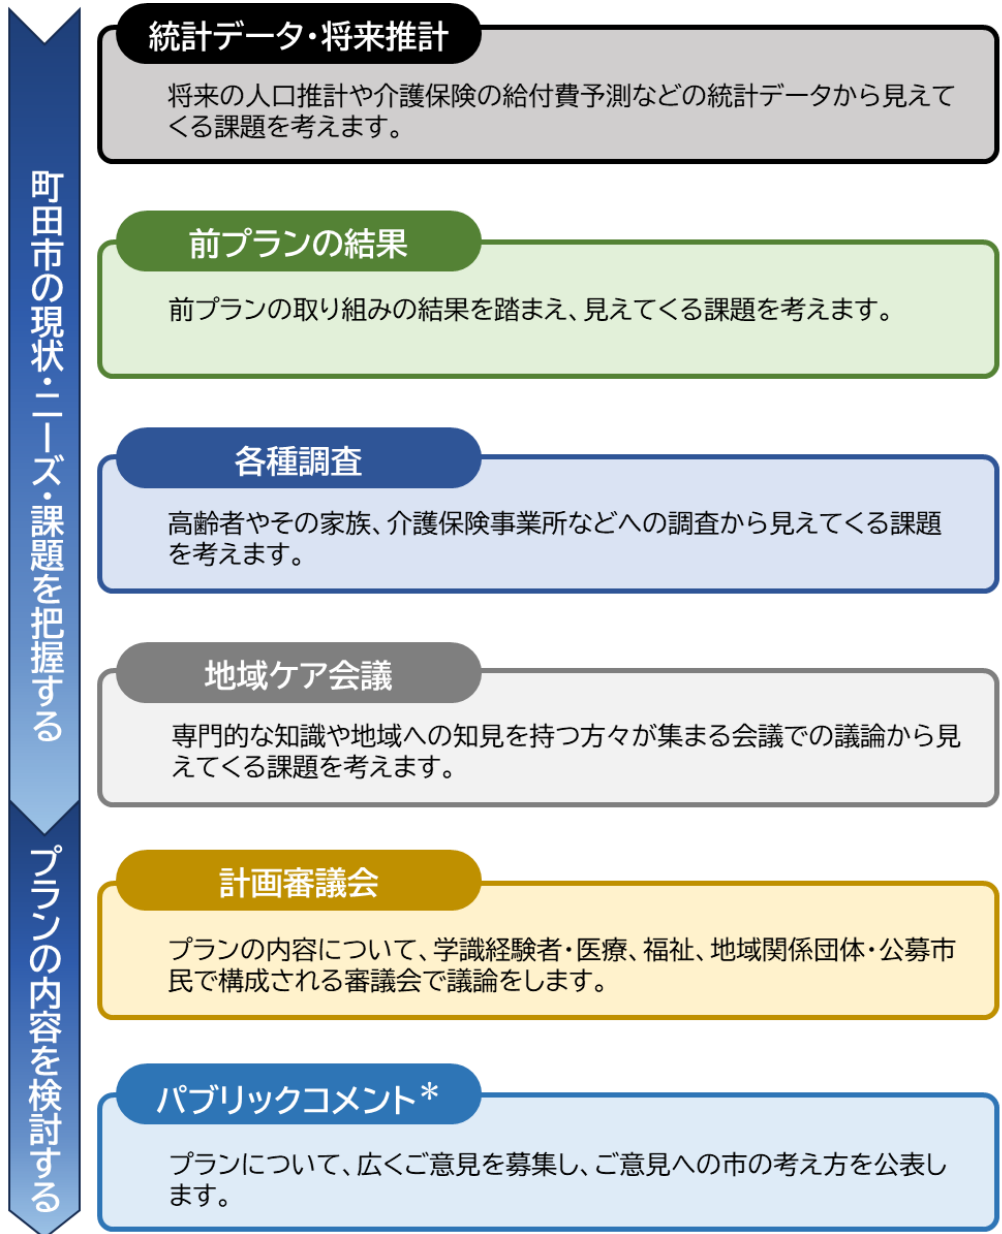 町田市の現状・ニーズ・課題を把握する
統計データ・将来推計
将来の人口推計や介護保険の給付費予測などの統計データから見えて
くる課題を考えます。
前プランの結果
前プランの取り組みの結果を踏まえ、見えてくる課題を考えます。
各種調査
高齢者やその家族、介護保険事業所などへの調査から見えてくる課題
を考えます。
地域ケア会議
専門的な知識や地域への知見を持つ方々が集まる会議での議論から見
えてくる課題を考えます。
プランの内容を検討する
計画審議会
プランの内容について、学識経験者・医療、福祉、地域関係団体・公募市
民で構成される審議会で議論をします。
パブリックコメント*
プランについて、広くご意見を募集し、ご意見への市の考え方を公表し
ます。